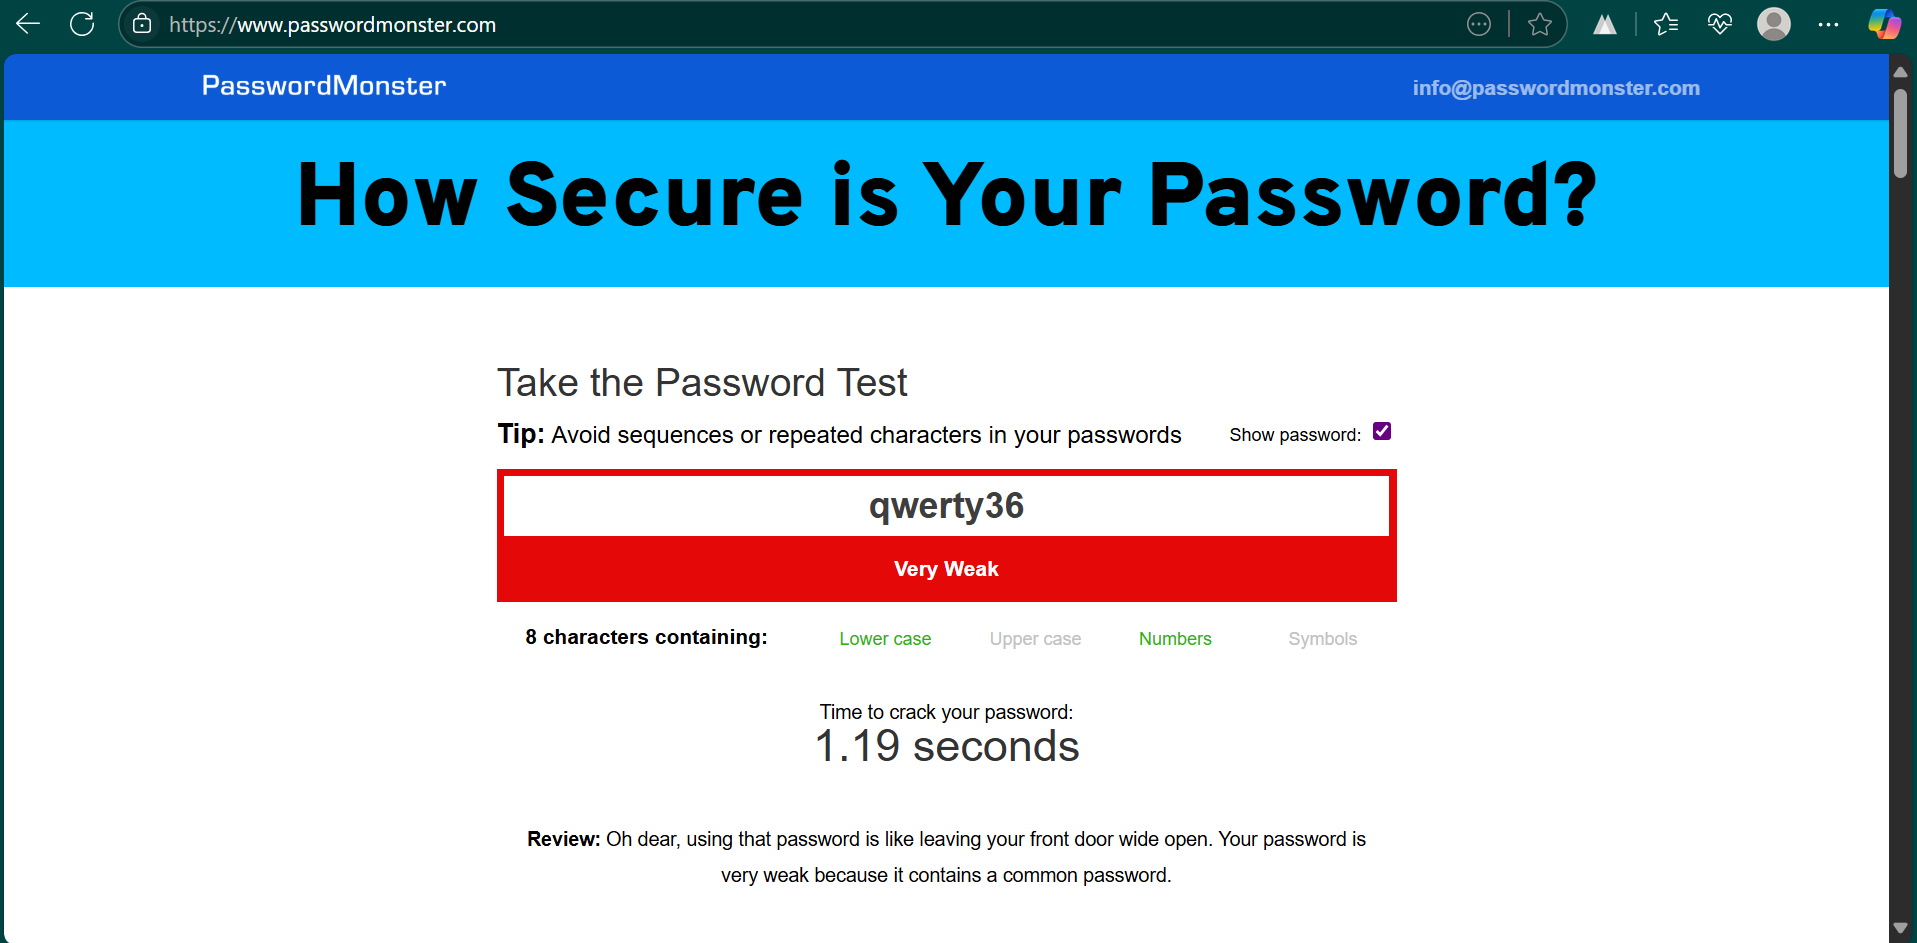 https://www.passwordmonster.com
PasswordMonster
info@passwordmonster.com
How Secure is Your Password?
Take the Password Test
Tip: Avoid sequences or repeated characters in your passwords
Show password:
qwerty36
Very Weak
8 characters containing:
Lower case
Upper case
Numbers
Symbols
Time to crack your password:
1.19 seconds
Review: Oh dear, using that password is like leaving your front door wide open. Your password is
very weak because it contains a common password.